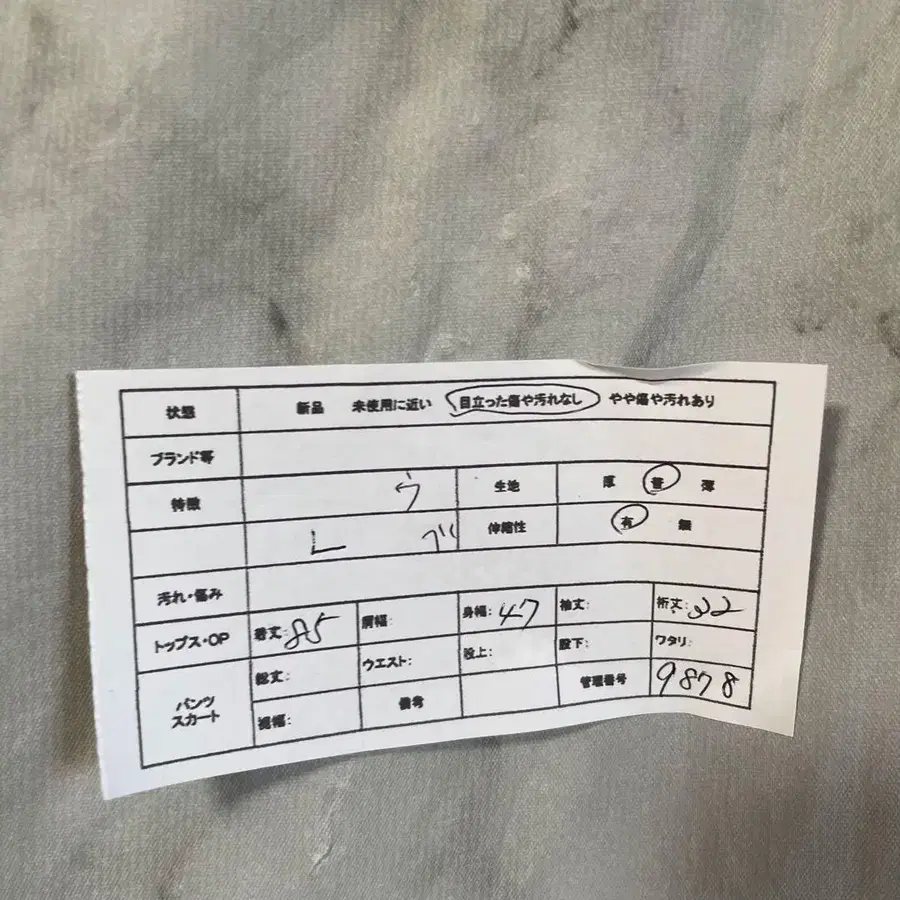 状態 新品 未使用に近い 目立った傷や汚れなし やや傷や汚れあり
ブランド等
特徴 う 生地 厚 普 薄
L ブ 伸縮性 有 無
汚れ・傷み
トップス・OP 着丈:85 肩幅: 身幅:47 袖丈: 裄丈:32
パンツ スカート 総丈: ウエスト: 股上: 股下: ワタリ:
裾幅: 備考 管理番号 9878